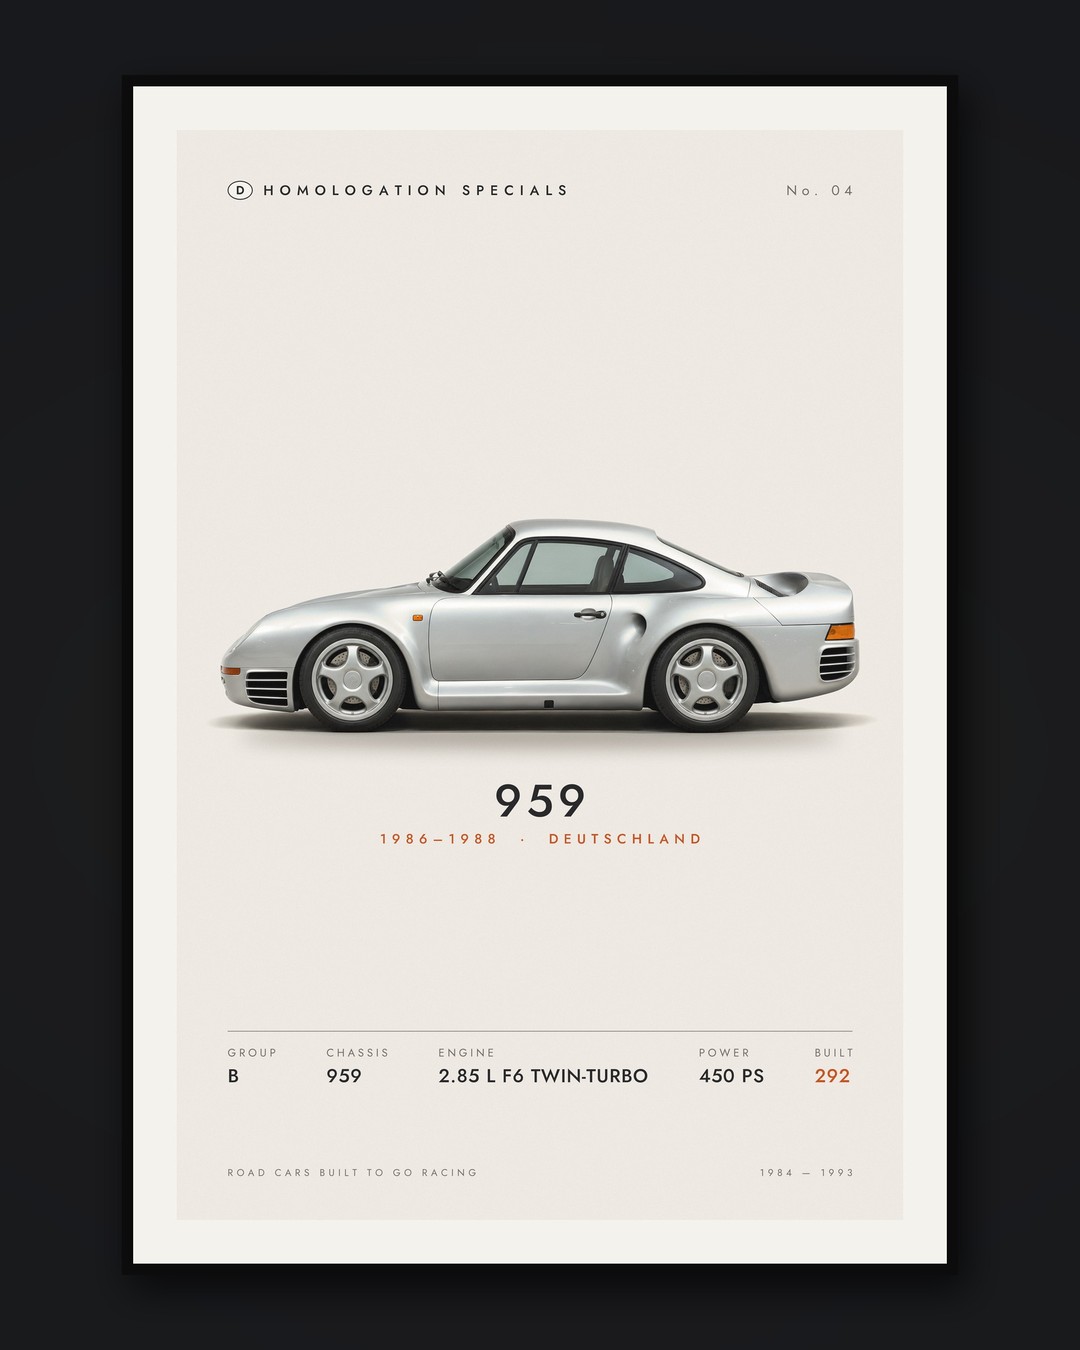 D HOMOLOGATION SPECIALS
No. 04
959
1986–1988 · DEUTSCHLAND
GROUP CHASSIS ENGINE POWER BUILT
B 959 2.85 L F6 TWIN-TURBO 450 PS 292
ROAD CARS BUILT TO GO RACING
1984 — 1993